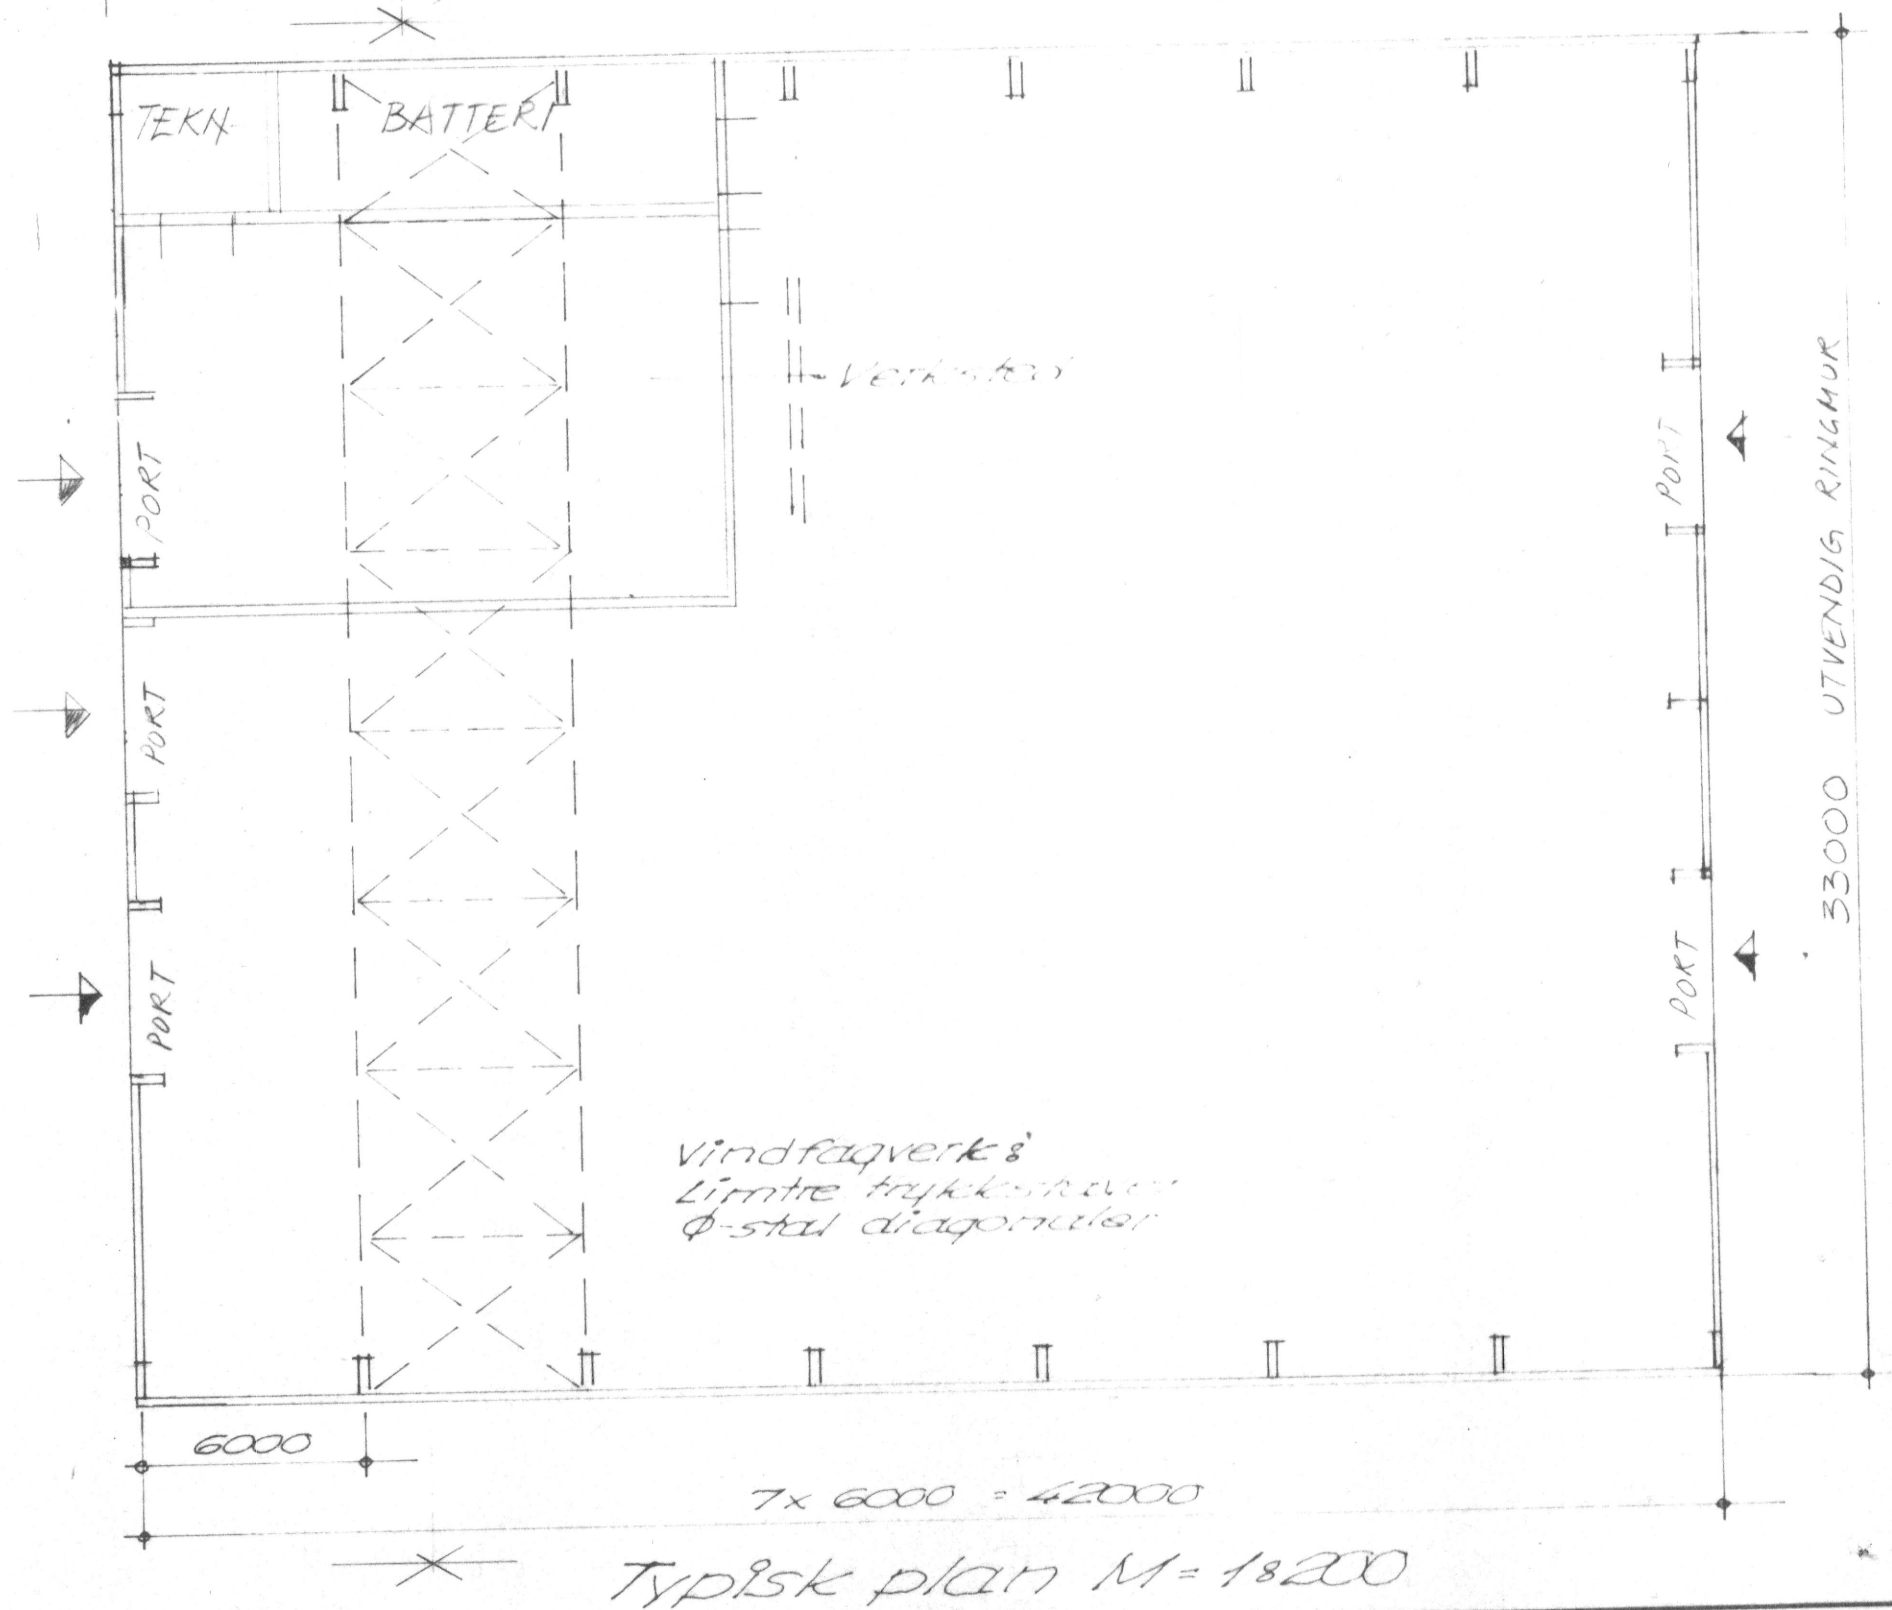 TEKN.
BATTERI
Verksted
PORT
PORT
PORT
PORT
PORT
33000 UTVENDIG RINGMUR
Vindfagverk:
Limtre trykkstaver
Ø-stål diagonaler
6000
7x 6000 = 42000
Typisk plan M = 1:200